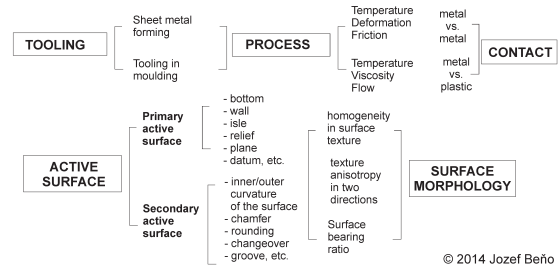 TOOLING
Sheet metal
forming
Tooling in
moulding
PROCESS
Temperature
Deformation
Friction
Temperature
Viscosity
Flow
metal
vs.
metal
metal
vs.
plastic
CONTACT
ACTIVE
SURFACE
Primary
active
surface
- bottom
- wall
- isle
- relief
- plane
- datum, etc.
Secondary
active
surface
- inner/outer
curvature
of the surface
- chamfer
- rounding
- changeover
- groove, etc.
homogeneity
in surface
texture
texture
anisotropy
in two
directions
Surface
bearing
ratio
SURFACE
MORPHOLOGY
© 2014 Jozef Beňo